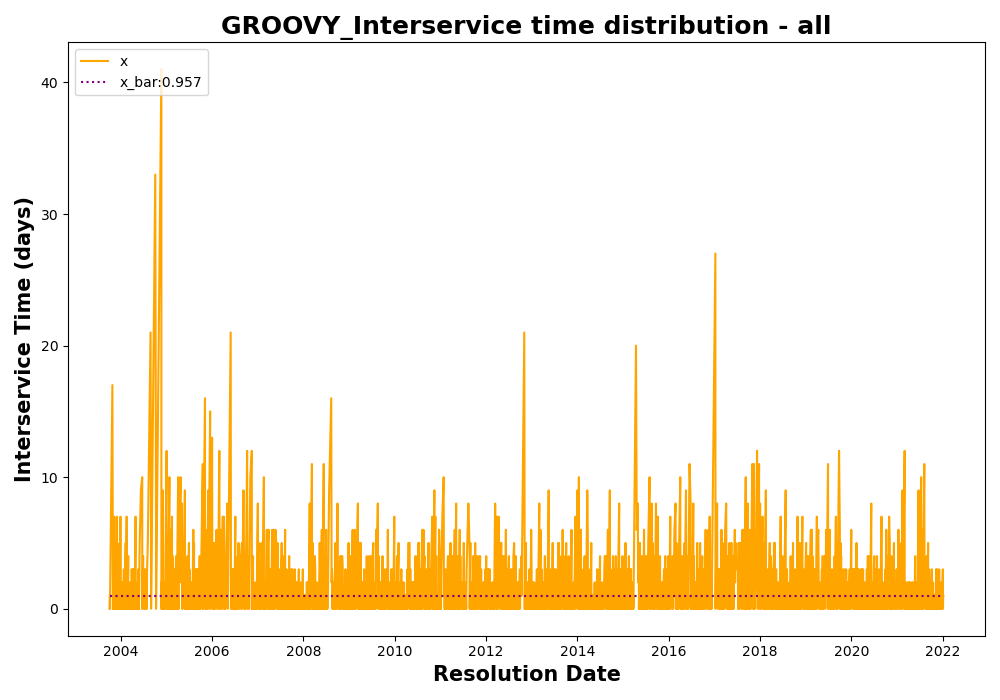 GROOVY_Interservice time distribution - all
x
x_bar:0.957
Interservice Time (days)
40
30
20
10
0
2004 2006 2008 2010 2012 2014 2016 2018 2020 2022
Resolution Date